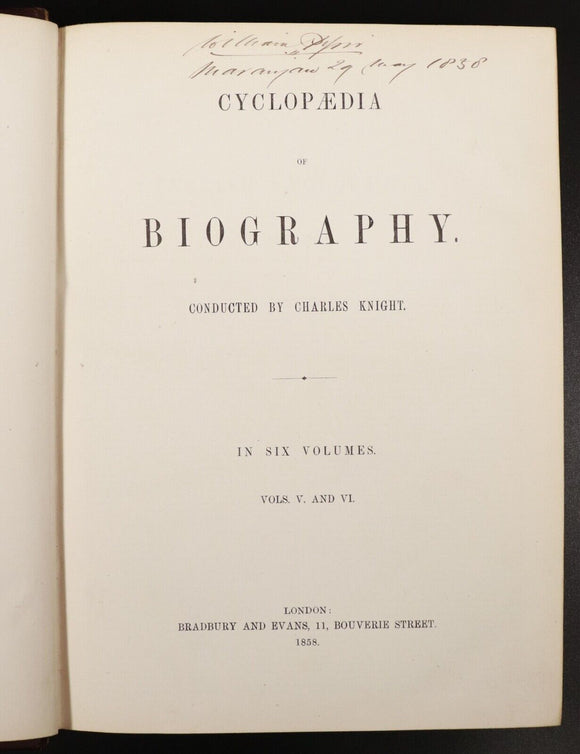 William
29 May 1858
CYCLOPÆDIA
OF
BIOGRAPHY.
CONDUCTED BY CHARLES KNIGHT.
IN SIX VOLUMES.
VOLS. V. AND VI.
LONDON:
BRADBURY AND EVANS, 11, BOUVERIE STREET.
1858.